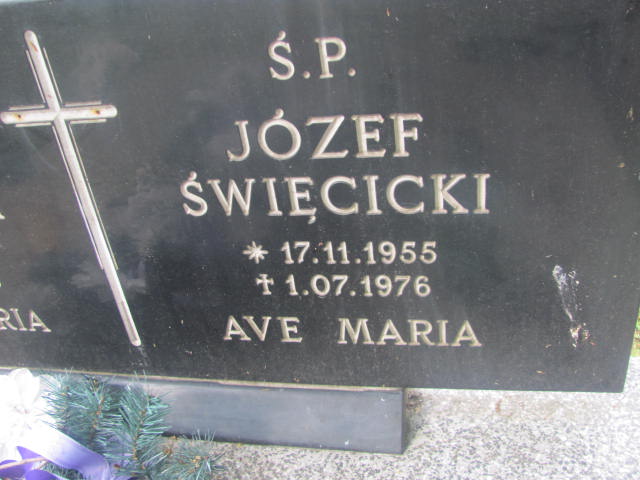 Ś.P.
JÓZEF
ŚWIĘCICKI
* 17.11.1955
✝ 1.07.1976
AVE MARIA